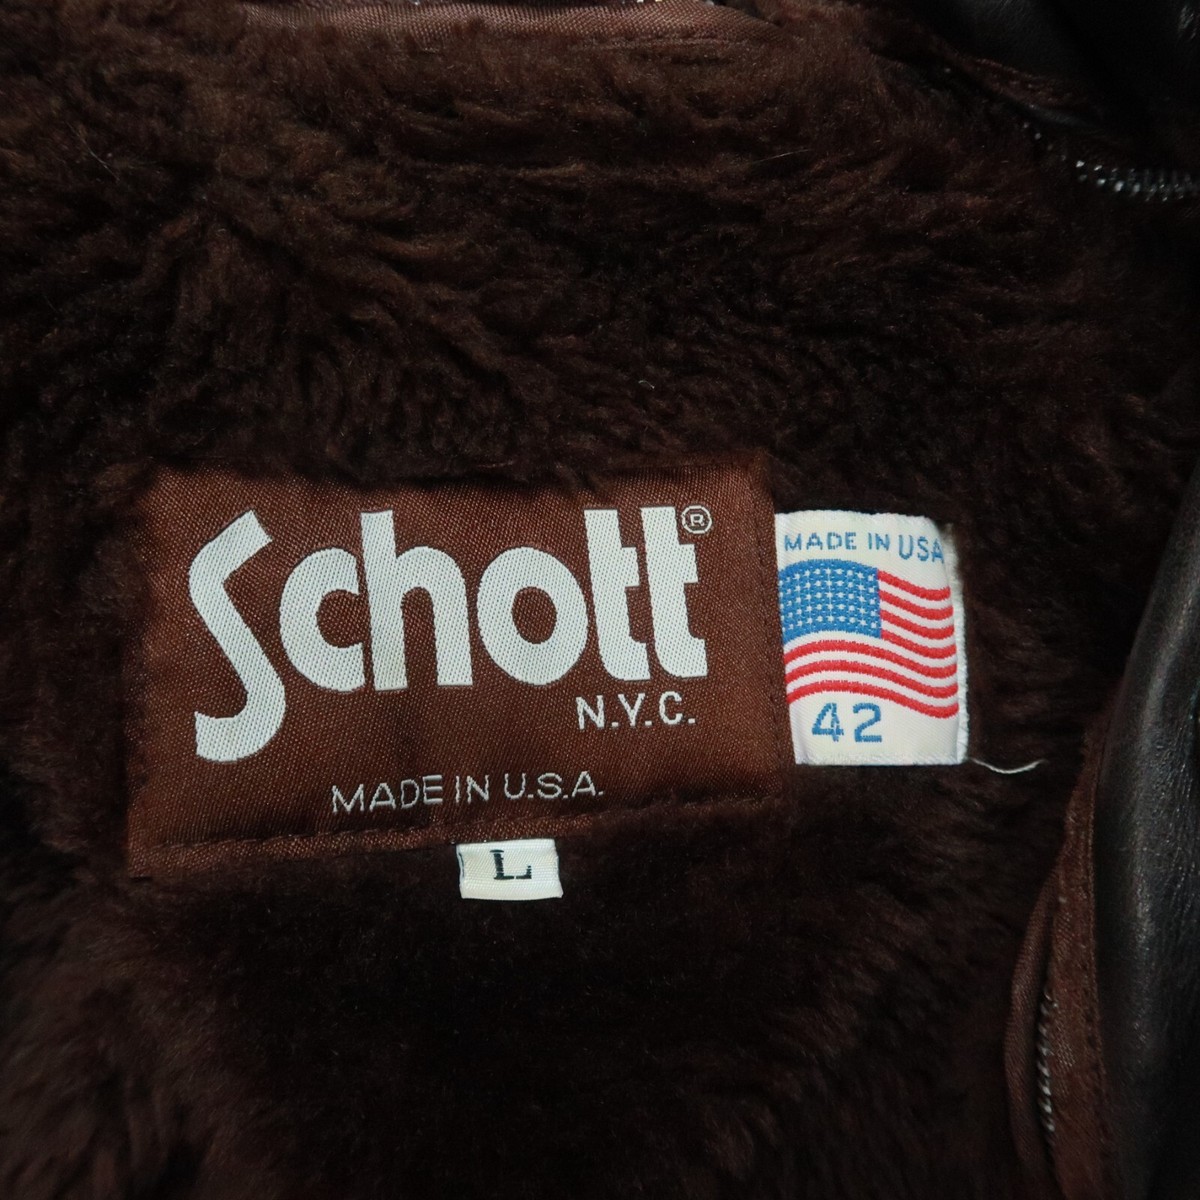 Schott®
N.Y.C.
MADE IN U.S.A.
L
MADE IN USA
42